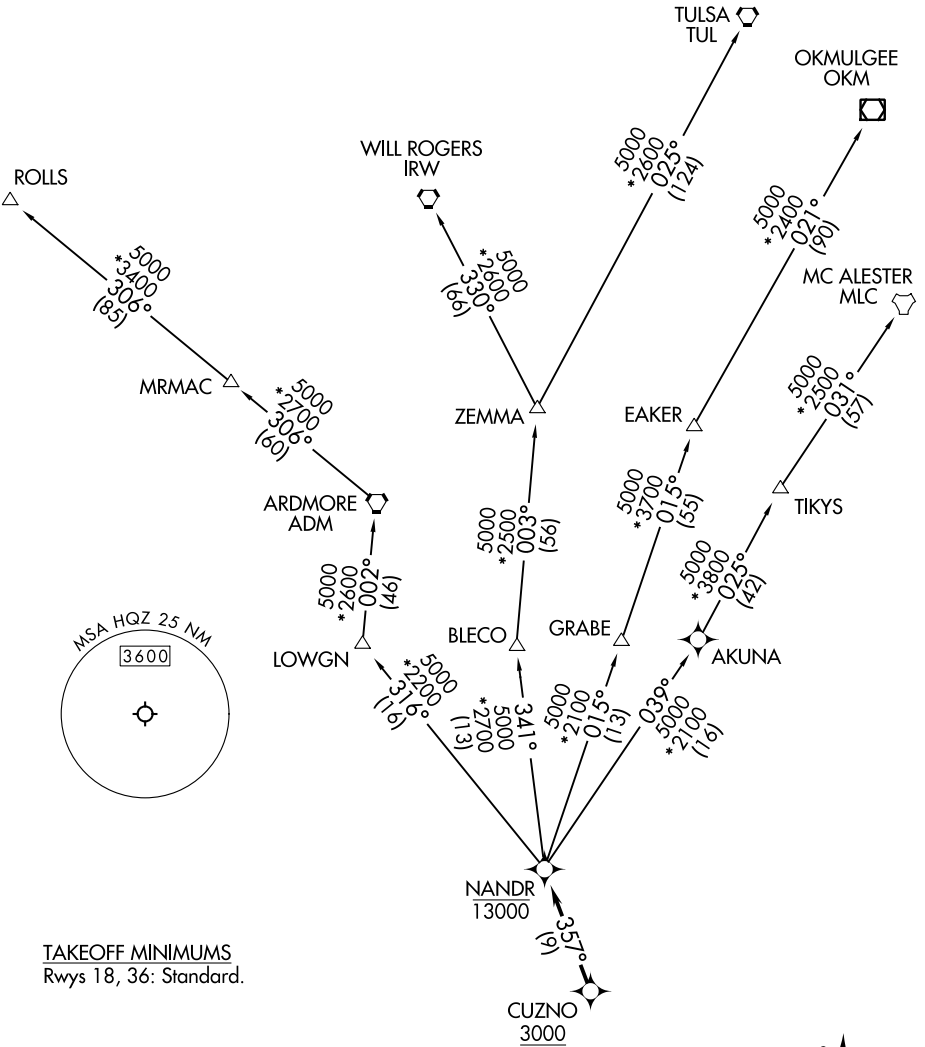 TULSA
TUL
OKMULGEE
OKM
WILL ROGERS
IRW
ROLLS
5000
*2600
025°
(124)
5000
*2400
021°
(90)
5000
*3400
306°
(85)
5000
*2600
330°
(66)
MC ALESTER
MLC
MRMAC
5000
*2700
306°
(60)
ZEMMA
EAKER
5000
*2500
031°
(57)
ARDMORE
ADM
5000
*2500
003°
(56)
5000
*3700
015°
(55)
TIKYS
5000
*2600
002°
(46)
5000
*3800
025°
(42)
MSA HQZ 25 NM
3600
LOWGN
BLECO
GRABE
AKUNA
5000
*2200
316°
(16)
341°
5000
*2700
(13)
5000
*2100
015°
(13)
039°
5000
*2100
(16)
NANDR
13000
357°
(9)
TAKEOFF MINIMUMS
Rwys 18, 36: Standard.
CUZNO
3000